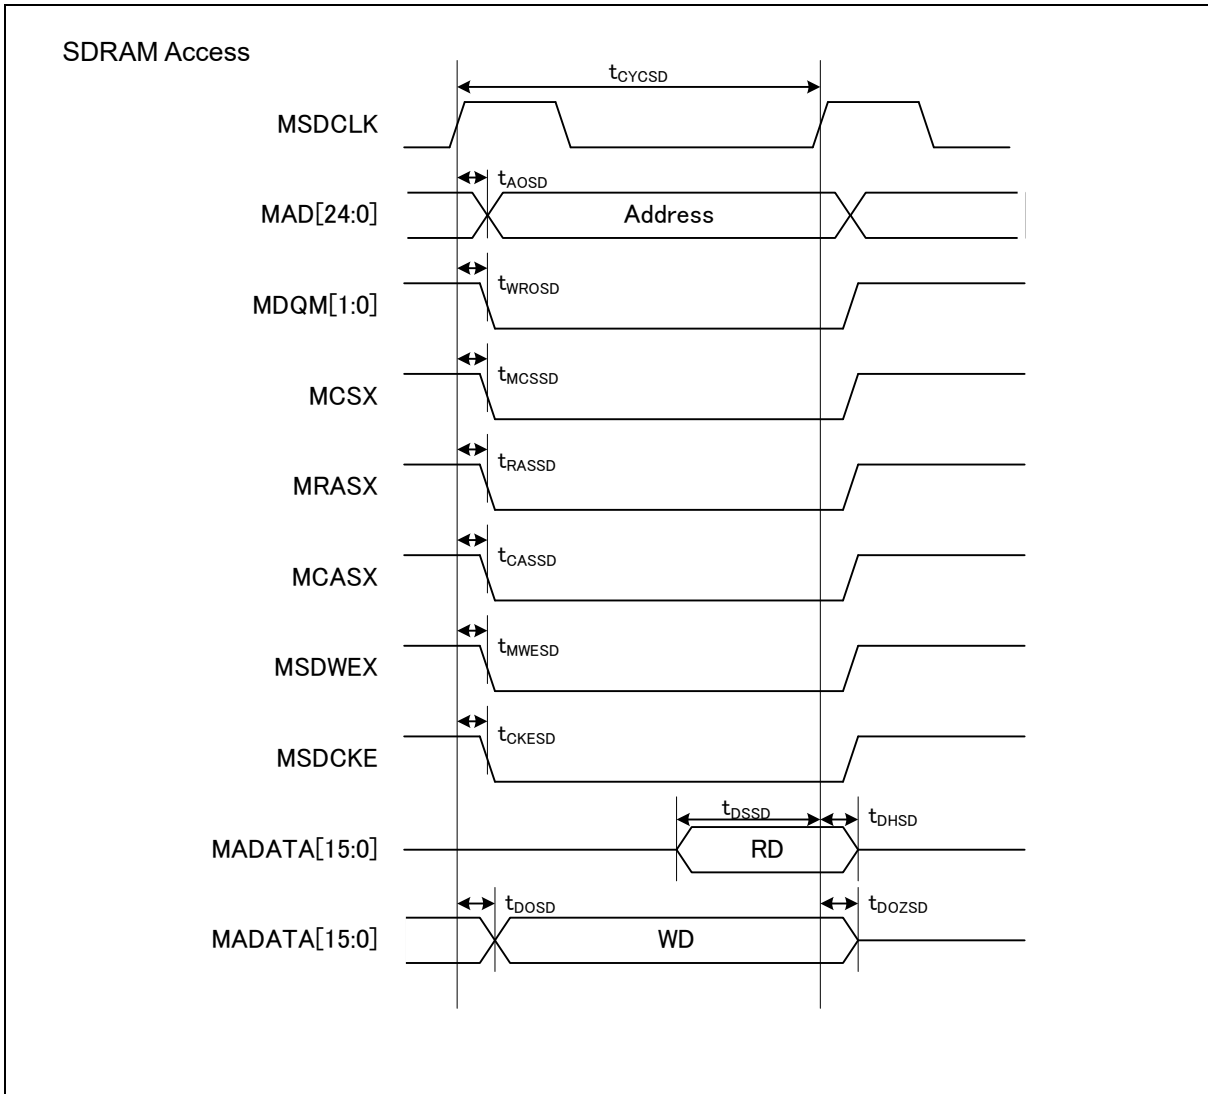 SDRAM Access
tCYCSD
MSDCLK
tAOSD
MAD[24:0]
Address
tWROSD
MDQM[1:0]
tMCSSD
MCSX
tRASSD
MRASX
tCASSD
MCASX
tMWESD
MSDWEX
tCKESD
MSDCKE
tDSSD
tDHSD
MADATA[15:0]
RD
tDOSD
tDOZSD
MADATA[15:0]
WD